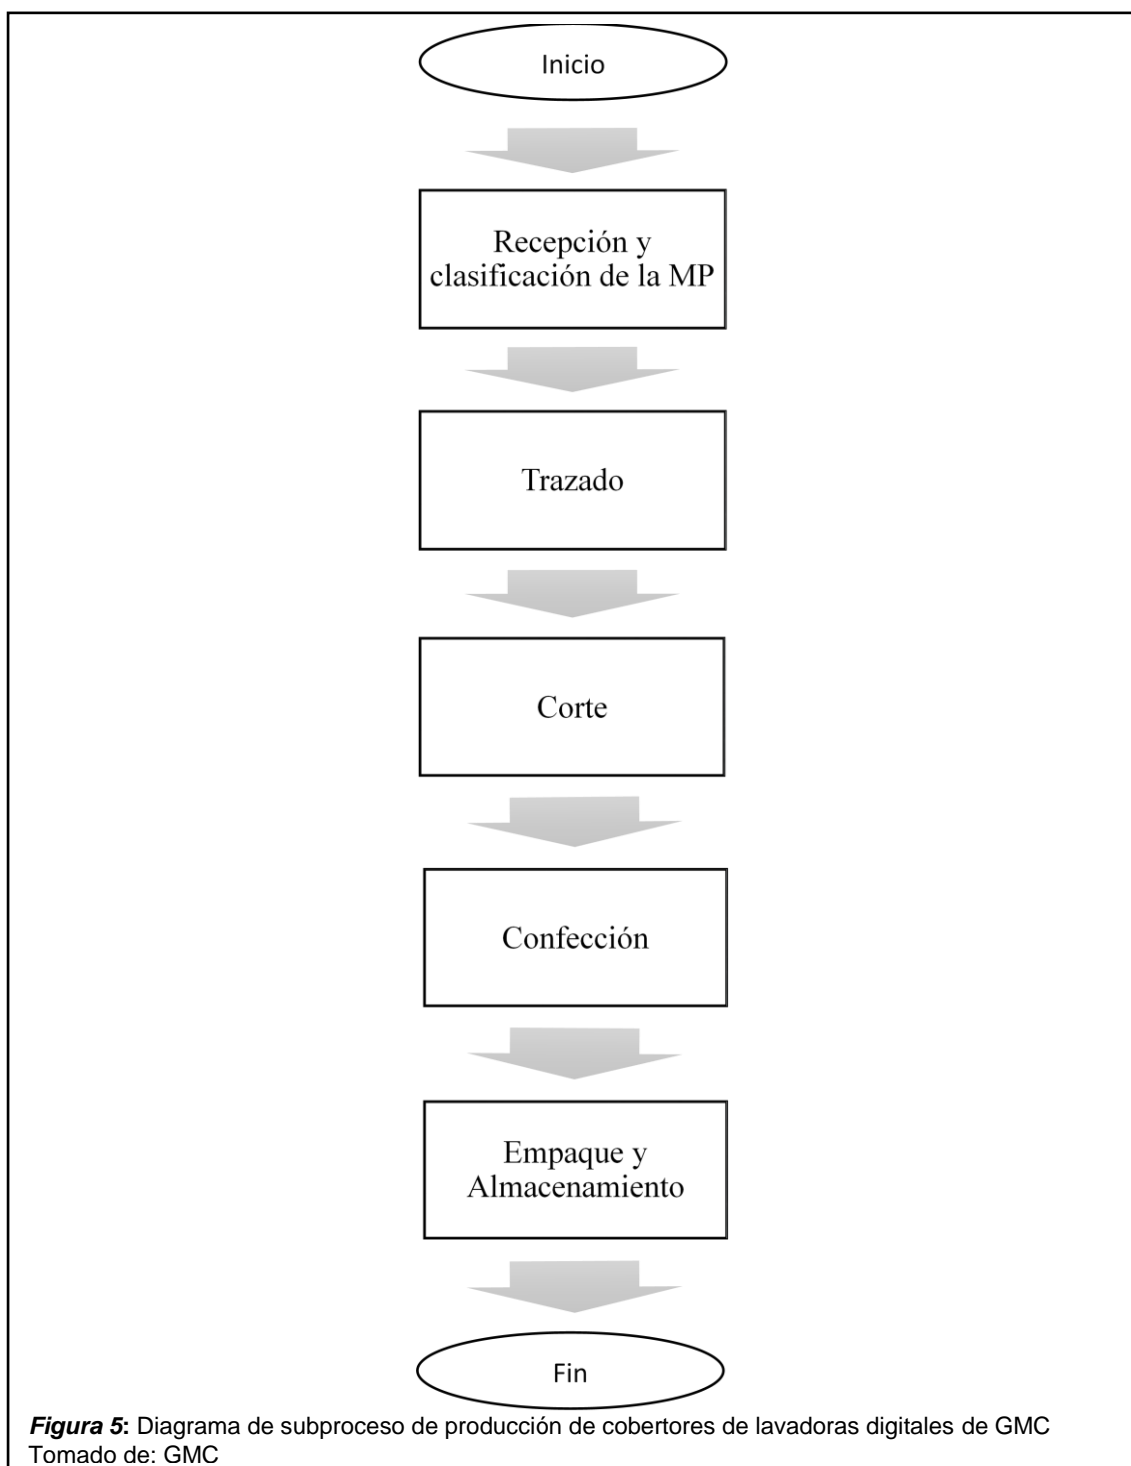 Inicio
Recepción y
clasificación de la MP
Trazado
Corte
Confección
Empaque y
Almacenamiento
Fin
Figura 5: Diagrama de subproceso de producción de cobertores de lavadoras digitales de GMC
Tomado de: GMC